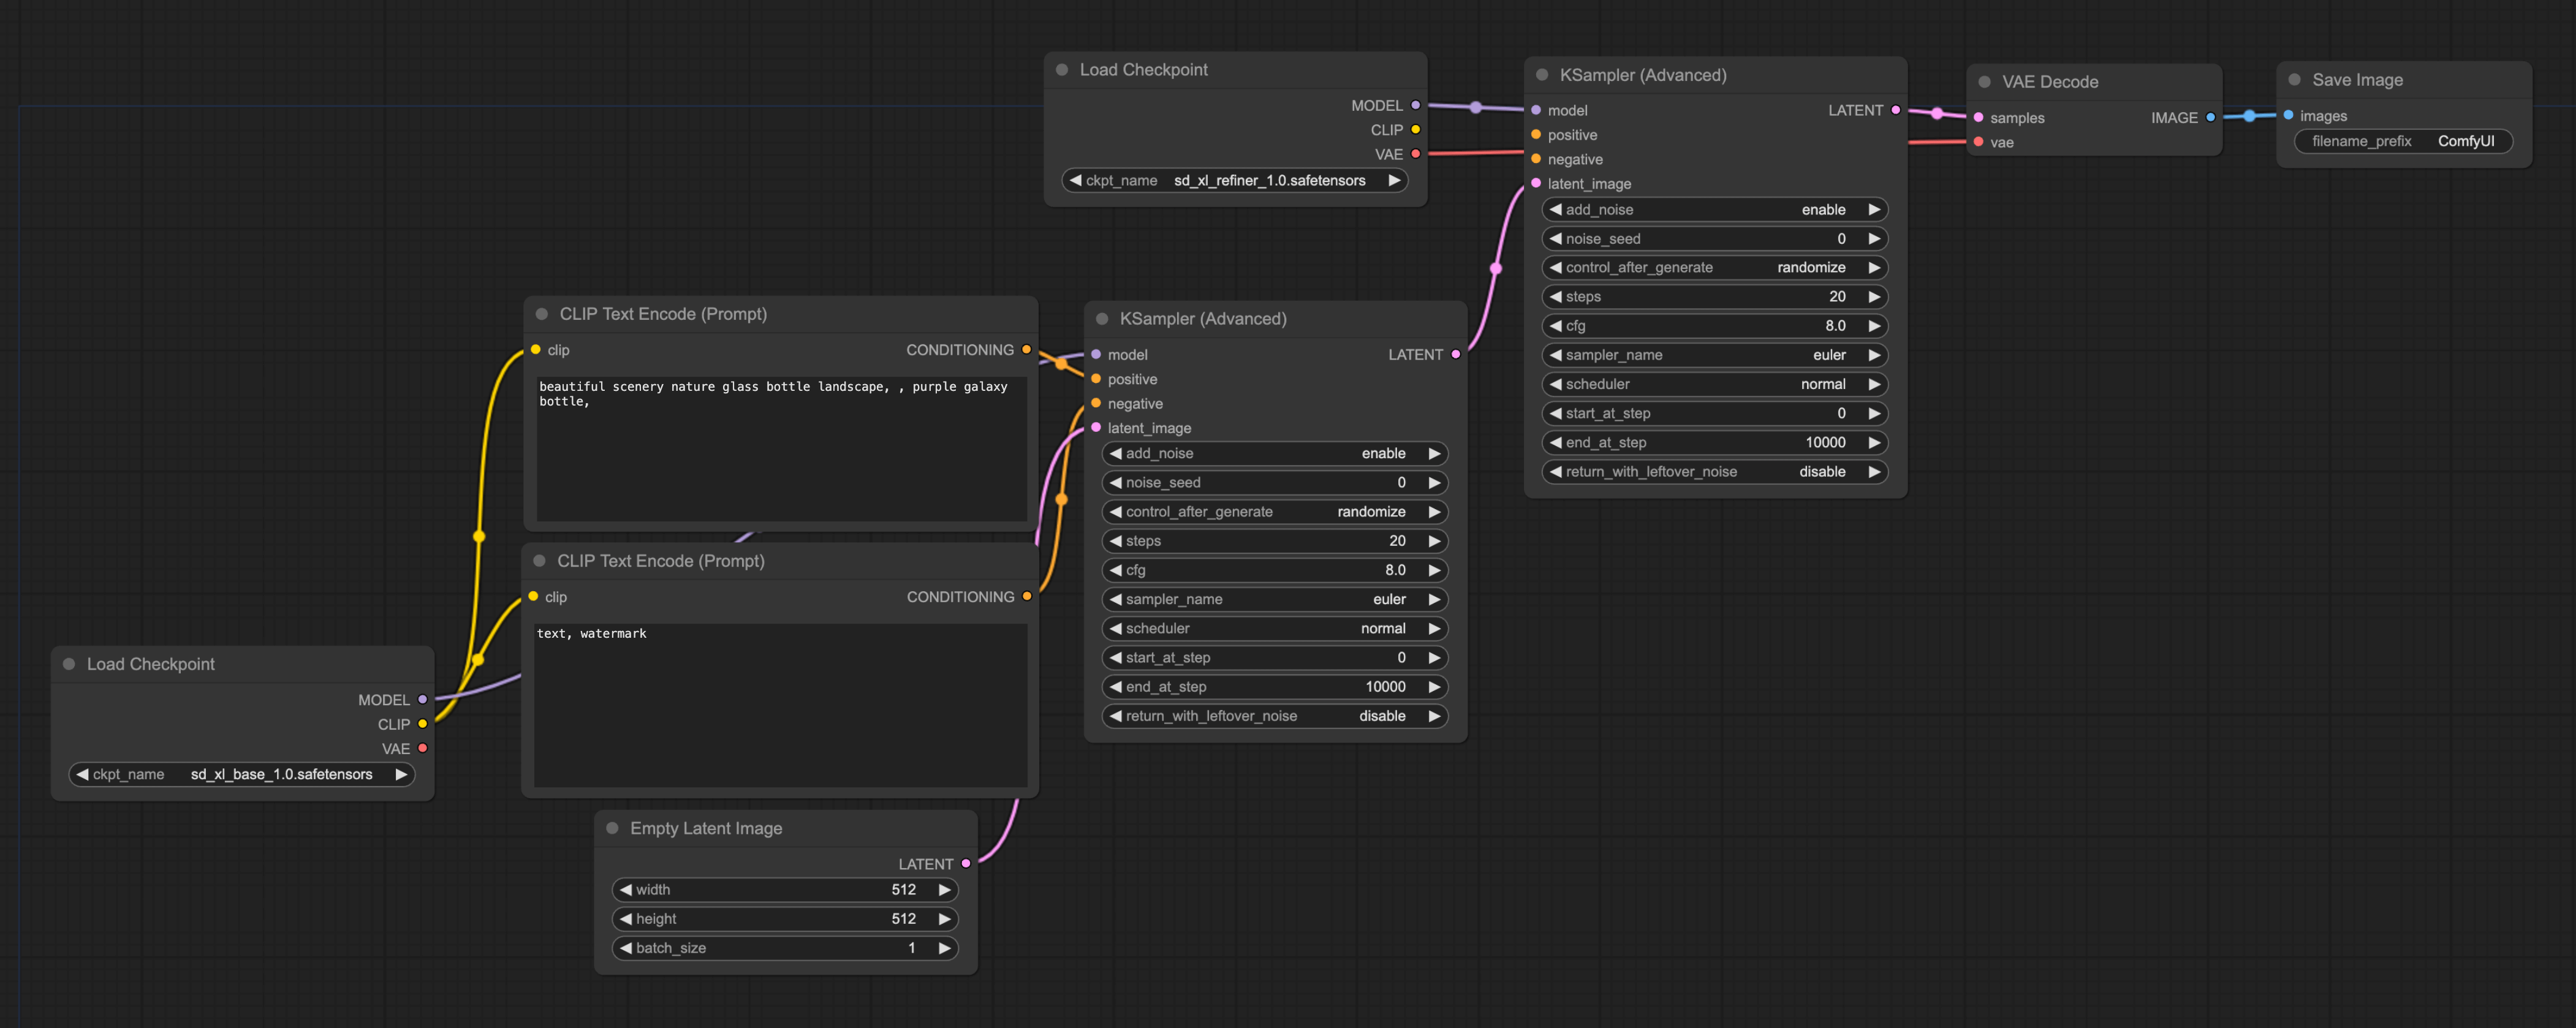 Load Checkpoint
MODEL
CLIP
VAE
ckpt_name sd_xl_refiner_1.0.safetensors
KSampler (Advanced)
model LATENT
positive
negative
latent_image
add_noise enable
noise_seed 0
control_after_generate randomize
steps 20
cfg 8.0
sampler_name euler
scheduler normal
start_at_step 0
end_at_step 10000
return_with_leftover_noise disable
VAE Decode
samples IMAGE
vae
Save Image
images
filename_prefix ComfyUI
CLIP Text Encode (Prompt)
clip CONDITIONING
beautiful scenery nature glass bottle landscape, , purple galaxy
bottle,
KSampler (Advanced)
model LATENT
positive
negative
latent_image
add_noise enable
noise_seed 0
control_after_generate randomize
steps 20
cfg 8.0
sampler_name euler
scheduler normal
start_at_step 0
end_at_step 10000
return_with_leftover_noise disable
CLIP Text Encode (Prompt)
clip CONDITIONING
text, watermark
Load Checkpoint
MODEL
CLIP
VAE
ckpt_name sd_xl_base_1.0.safetensors
Empty Latent Image
LATENT
width 512
height 512
batch_size 1